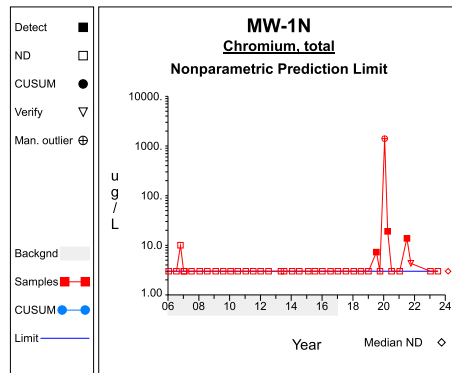 Detect
ND
CUSUM
Verify
Man. outlier
Backgnd
Samples
CUSUM
Limit
MW-1N
Chromium, total
Nonparametric Prediction Limit
ug/L
10000.
1000.
100.
10.0
1.00
06 08 10 12 14 16 18 20 22 24
Year
Median ND